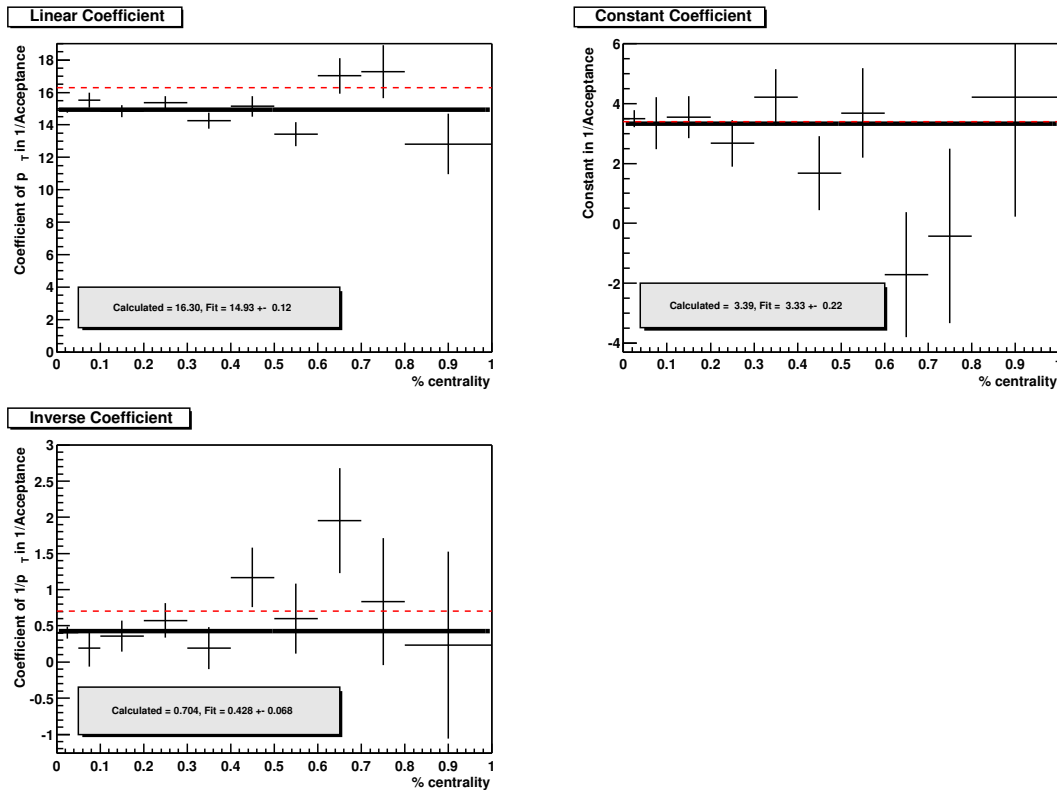 Linear Coefficient
Coefficient of p T in 1/Acceptance
18
16
14
12
10
8
6
4
2
0
Calculated = 16.30, Fit = 14.93 +- 0.12
0 0.1 0.2 0.3 0.4 0.5 0.6 0.7 0.8 0.9 1
% centrality
Constant Coefficient
Constant in 1/Acceptance
6
4
2
0
-2
-4
Calculated = 3.39, Fit = 3.33 +- 0.22
0 0.1 0.2 0.3 0.4 0.5 0.6 0.7 0.8 0.9 1
% centrality
Inverse Coefficient
Coefficient of 1/p T in 1/Acceptance
3
2.5
2
1.5
1
0.5
0
-0.5
-1
Calculated = 0.704, Fit = 0.428 +- 0.068
0 0.1 0.2 0.3 0.4 0.5 0.6 0.7 0.8 0.9 1
% centrality